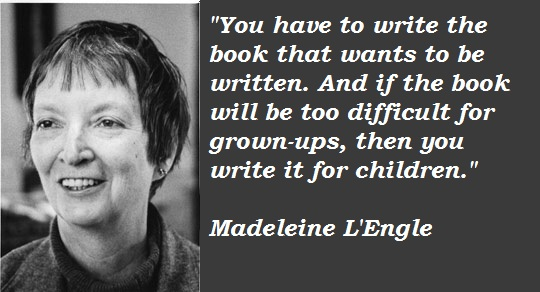 "You have to write the
book that wants to be
written. And if the book
will be too difficult for
grown-ups, then you
write it for children."
Madeleine L'Engle